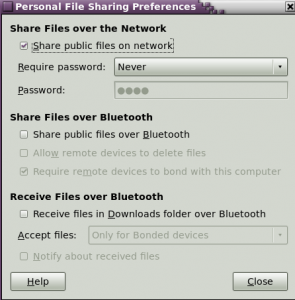 Personal File Sharing Preferences
Share Files over the Network
Share public files on network
Require password: Never
Password:
Share Files over Bluetooth
Share public files over Bluetooth
Allow remote devices to delete files
Require remote devices to bond with this computer
Receive Files over Bluetooth
Receive files in Downloads folder over Bluetooth
Accept files: Only for Bonded devices
Notify about received files
Help Close